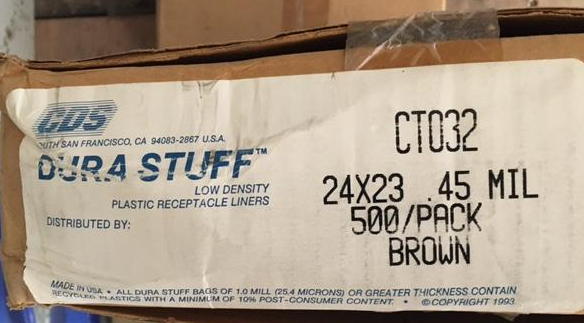 CDS
SOUTH SAN FRANCISCO, CA 94083-2867 U.S.A.
DURA STUFF™
LOW DENSITY
PLASTIC RECEPTACLE LINERS
DISTRIBUTED BY:
CT032
24X23 .45 MIL
500/PACK
BROWN
MADE IN USA • ALL DURA STUFF BAGS OF 1.0 MILL (25.4 MICRONS) OR GREATER THICKNESS CONTAIN
RECYCLED PLASTICS WITH A MINIMUM OF 10% POST-CONSUMER CONTENT. • ©COPYRIGHT 1993